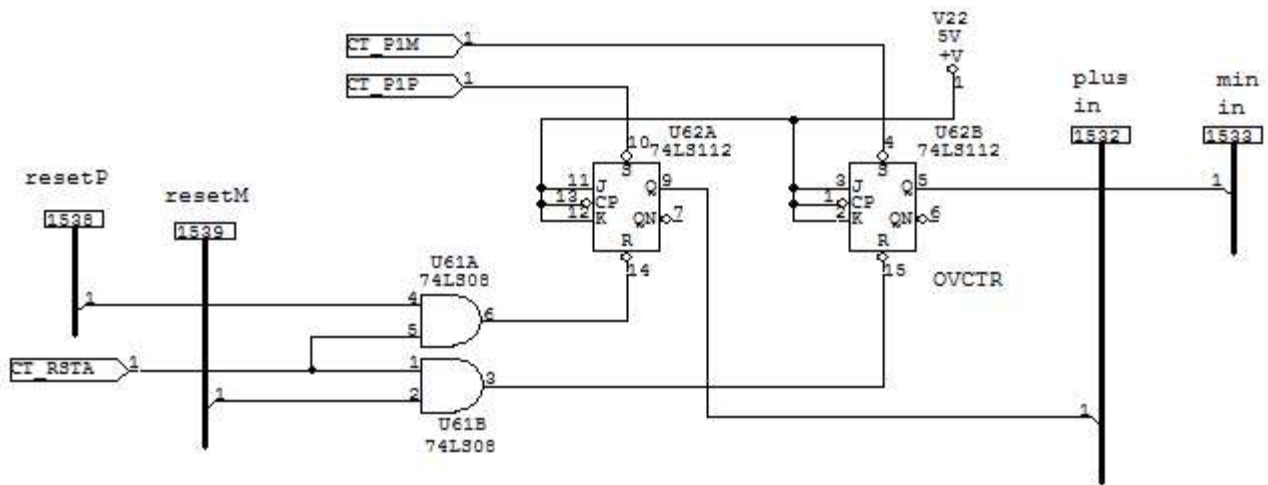 V22
5V
+V
1
CT_P1M 1
CT_P1P 1
plus
in
1532
min
in
1533
U62A
74LS112
10
S
11 J
13 CP
12 K
Q 9
QN 7
R
14
U62B
74LS112
4
S
3 J
1 CP
2 K
Q 5
QN 6
R
15
OVCTR
1
resetP
1538
resetM
1539
1
U61A
74LS08
4
5
6
CT_RSTA 1
1
1
2
3
U61B
74LS08
1